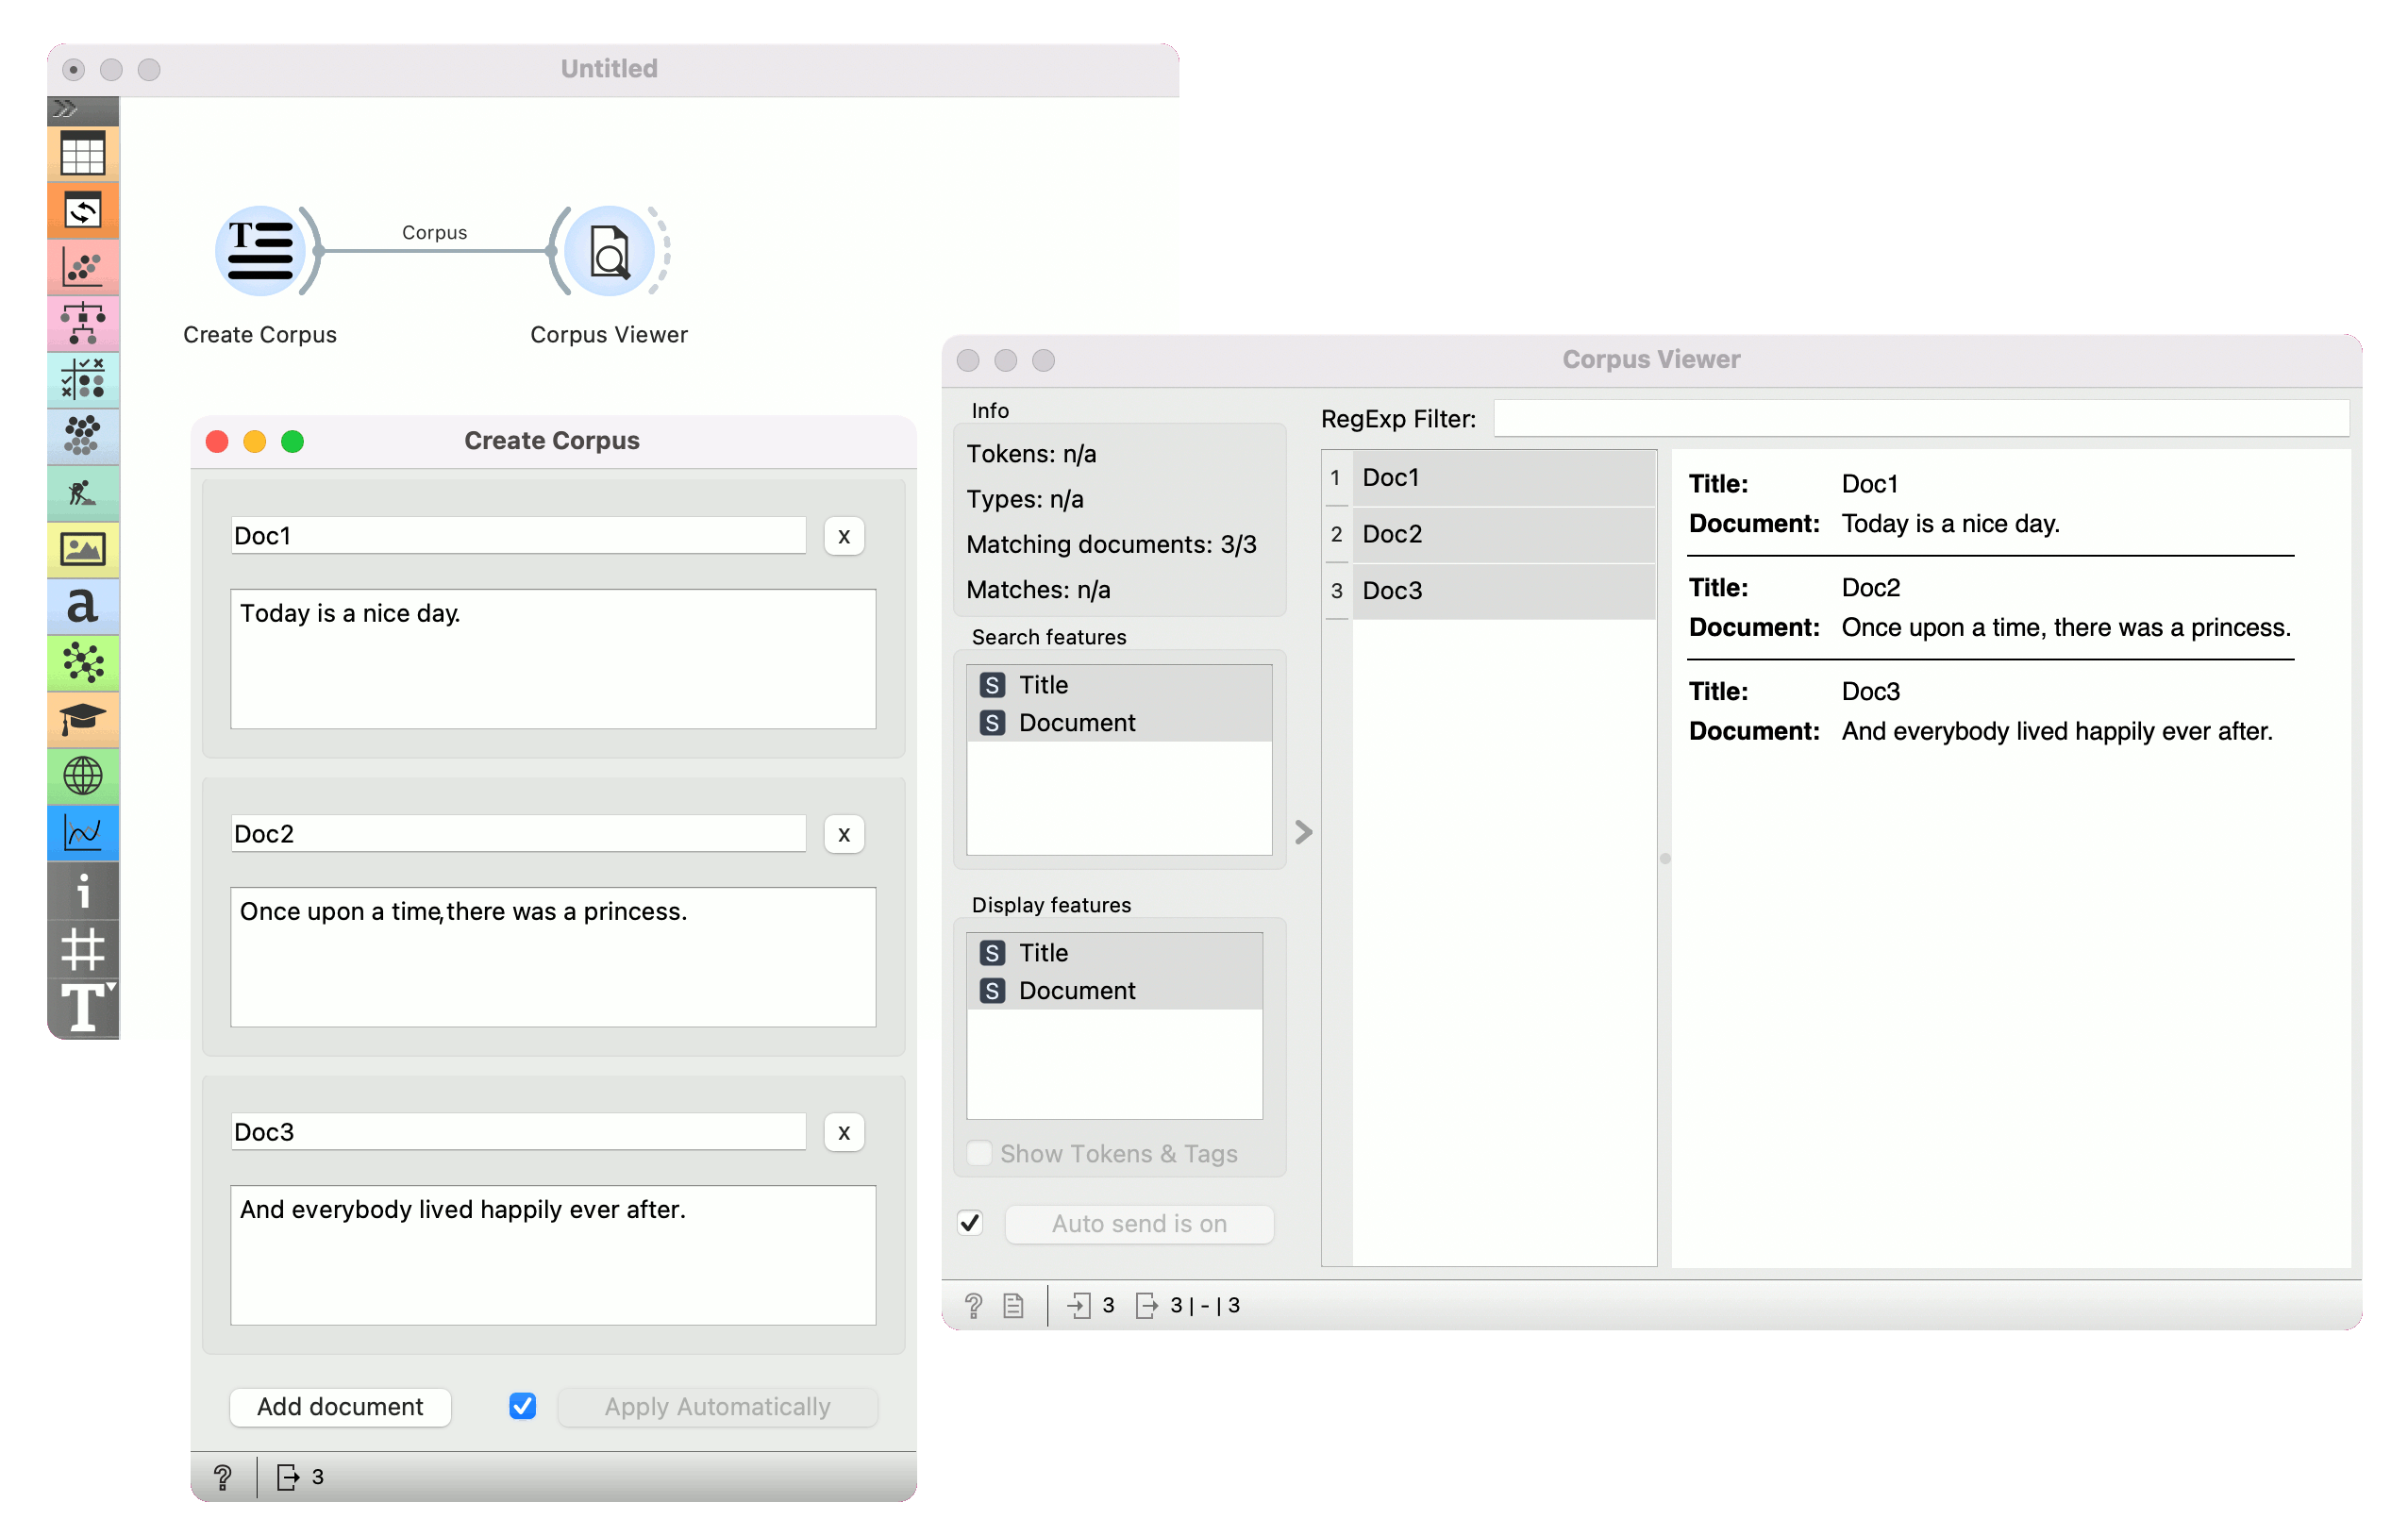 Untitled
Corpus
Create Corpus
Corpus Viewer
a
i
T
Create Corpus
Doc1
x
Today is a nice day.
Doc2
x
Once upon a time, there was a princess.
Doc3
x
And everybody lived happily ever after.
Add document
Apply Automatically
? 3
Corpus Viewer
Info
Tokens: n/a
Types: n/a
Matching documents: 3/3
Matches: n/a
Search features
S Title
S Document
Display features
S Title
S Document
Show Tokens & Tags
Auto send is on
RegExp Filter:
1 Doc1
2 Doc2
3 Doc3
Title: Doc1
Document: Today is a nice day.
Title: Doc2
Document: Once upon a time, there was a princess.
Title: Doc3
Document: And everybody lived happily ever after.
? 3 3 | - | 3